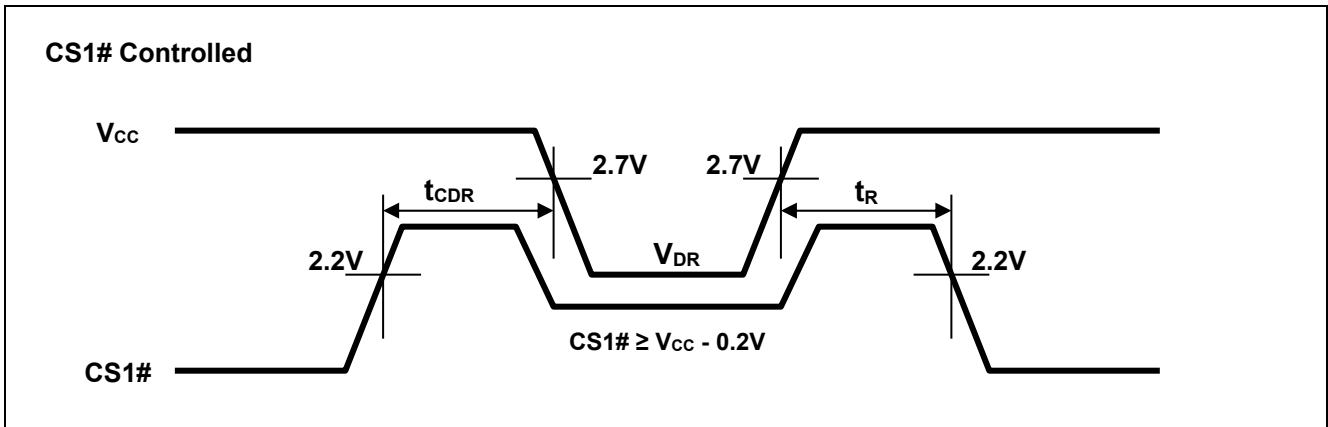 CS1# Controlled
VCC
2.7V 2.7V
tCDR tR
2.2V VDR 2.2V
CS1# ≥ VCC - 0.2V
CS1#